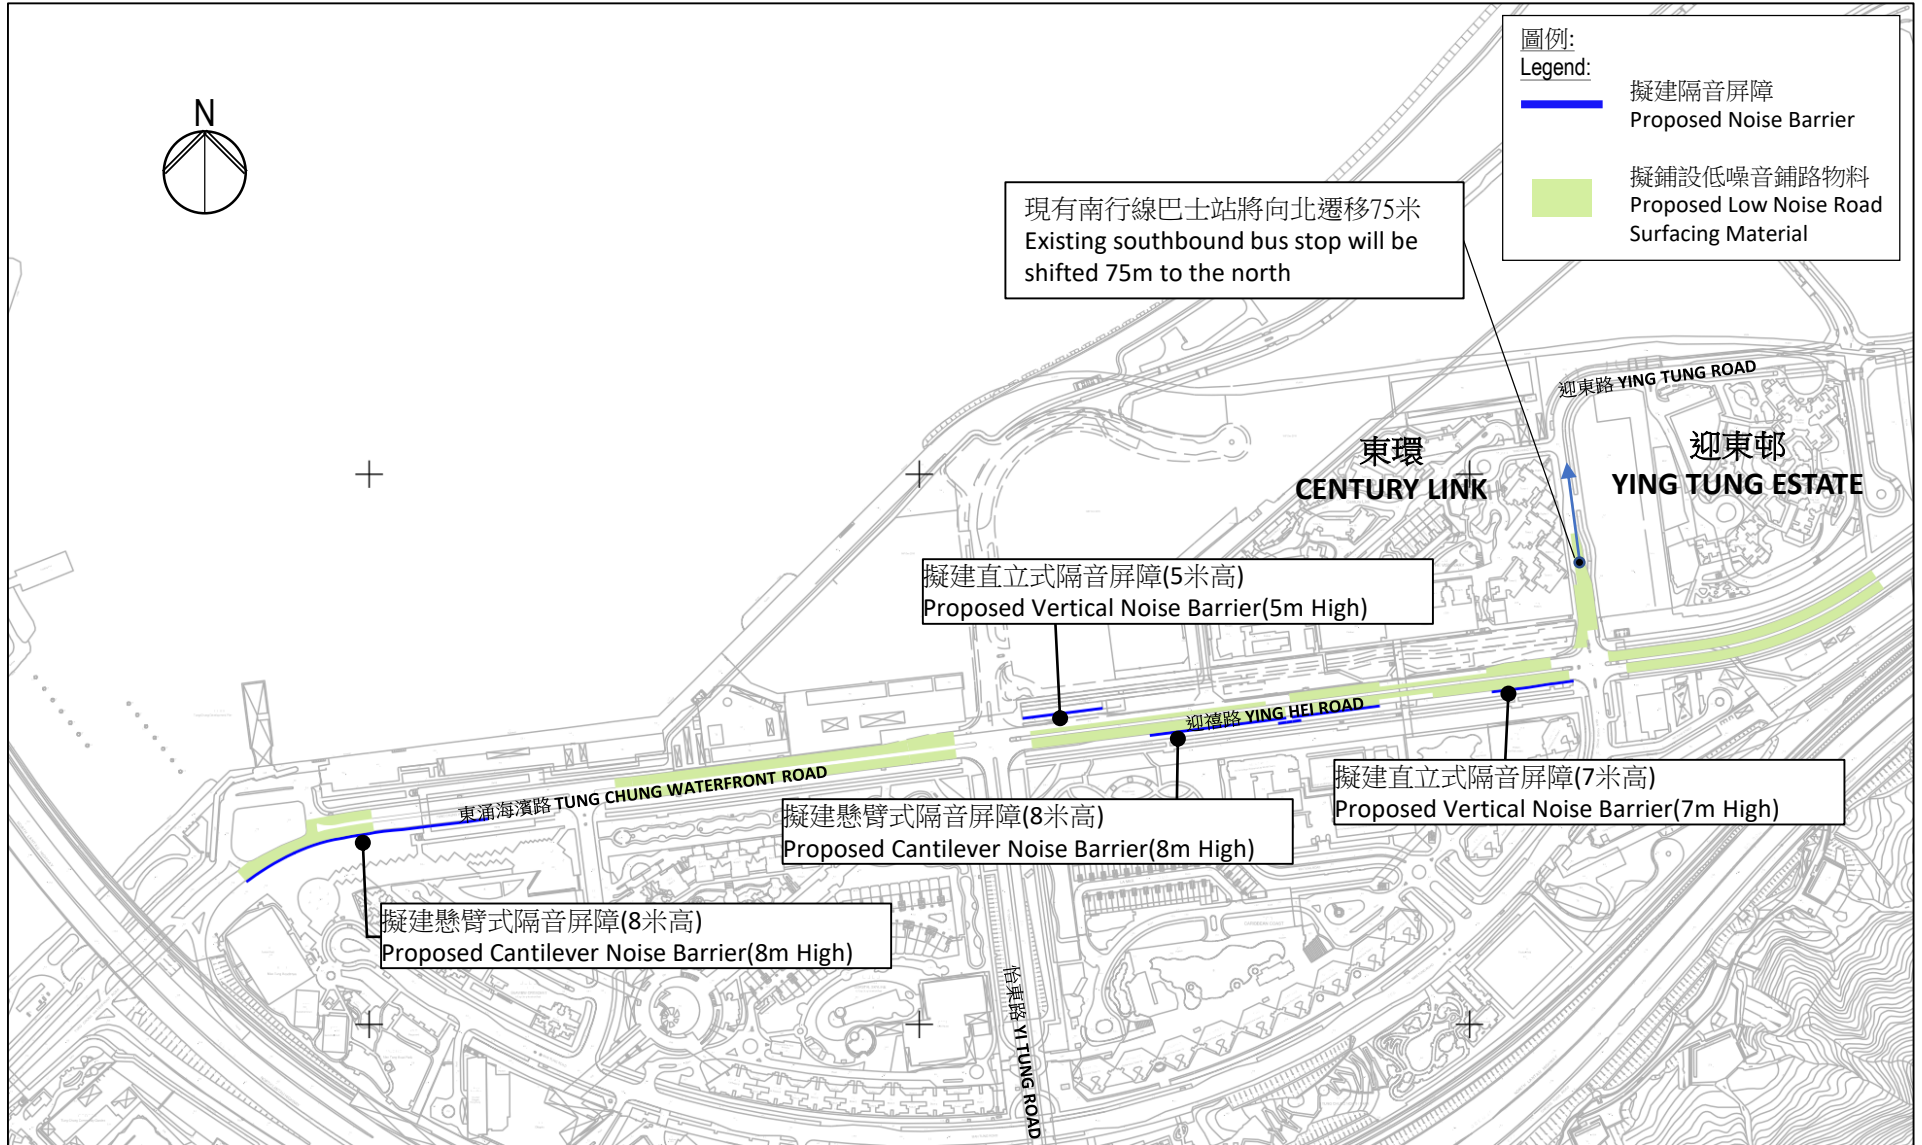 N
圖例:
Legend:
擬建隔音屏障
Proposed Noise Barrier
擬鋪設低噪音鋪路物料
Proposed Low Noise Road
Surfacing Material
現有南行線巴士站將向北遷移75米
Existing southbound bus stop will be
shifted 75m to the north
迎東路 YING TUNG ROAD
東環
CENTURY LINK
迎東邨
YING TUNG ESTATE
擬建直立式隔音屏障(5米高)
Proposed Vertical Noise Barrier(5m High)
迎禧路 YING HEI ROAD
東涌海濱路 TUNG CHUNG WATERFRONT ROAD
擬建直立式隔音屏障(7米高)
Proposed Vertical Noise Barrier(7m High)
擬建懸臂式隔音屏障(8米高)
Proposed Cantilever Noise Barrier(8m High)
擬建懸臂式隔音屏障(8米高)
Proposed Cantilever Noise Barrier(8m High)
怡東路 YI TUNG ROAD